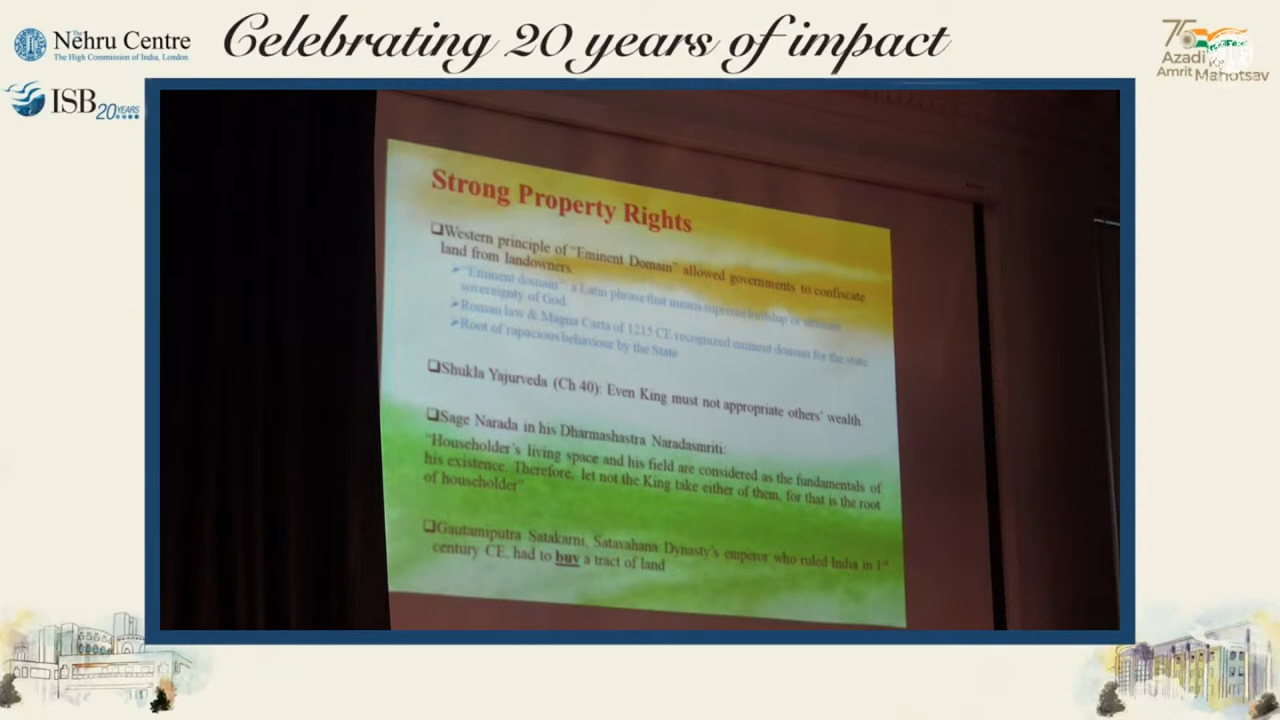 The
Nehru Centre
The High Commission of India, London
Celebrating 20 years of impact
75
Azadi Ka
Amrit Mahotsav
ISB 20 YEARS
Strong Property Rights
Western principle of "Eminent Domain" allowed governments to confiscate
land from landowners.
"Eminent domain": a Latin phrase that means supreme lordship or ultimate
sovereignty of God.
Roman law & Magna Carta of 1215 CE recognized eminent domain for the state
Root of rapacious behaviour by the State
Shukla Yajurveda (Ch 40): Even King must not appropriate others' wealth.
Sage Narada in his Dharmashastra Naradasmriti:
"Householder's living space and his field are considered as the fundamentals of
his existence. Therefore, let not the King take either of them, for that is the root
of householder"
Gautamiputra Satakarni, Satavahana Dynasty's emperor who ruled India in 1st
century CE, had to buy a tract of land